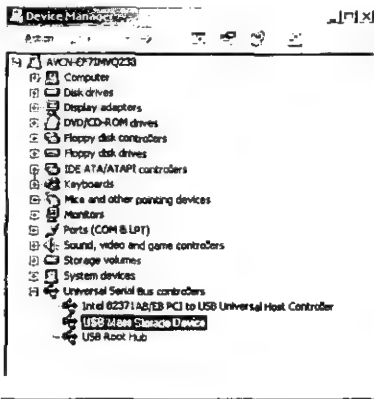 Device Manager
Action
Computer
Disk drives
Display adapters
DVD/CD-ROM drives
Floppy disk controllers
Floppy disk drives
IDE ATA/ATAPI controllers
Keyboards
Mice and other pointing devices
Monitors
Ports (COM & LPT)
Sound, video and game controllers
Storage volumes
System devices
Universal Serial Bus controllers
Intel 82371AB/EB PCI to USB Universal Host Controller
USB Mass Storage Device
USB Root Hub